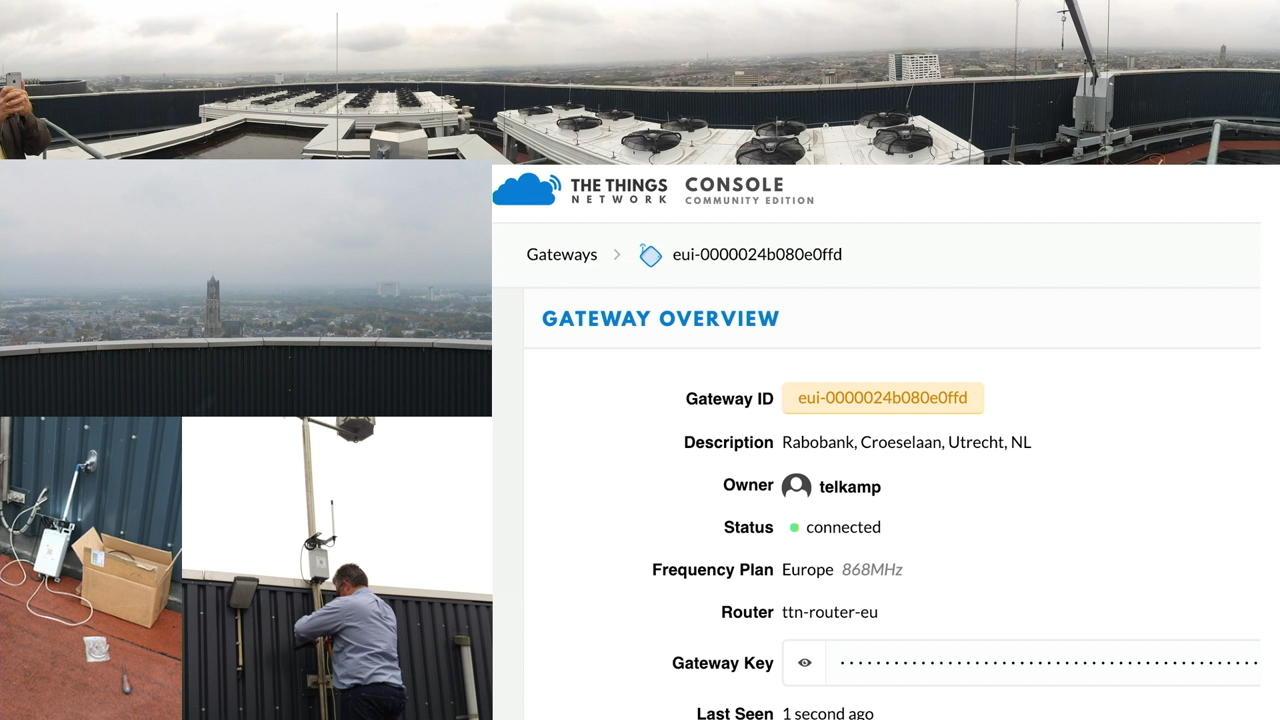 THE THINGS NETWORK CONSOLE COMMUNITY EDITION
Gateways > eui-0000024b080e0ffd
GATEWAY OVERVIEW
Gateway ID eui-0000024b080e0ffd
Description Rabobank, Croeselaan, Utrecht, NL
Owner telkamp
Status connected
Frequency Plan Europe 868MHz
Router ttn-router-eu
Gateway Key
Last Seen 1 second ago